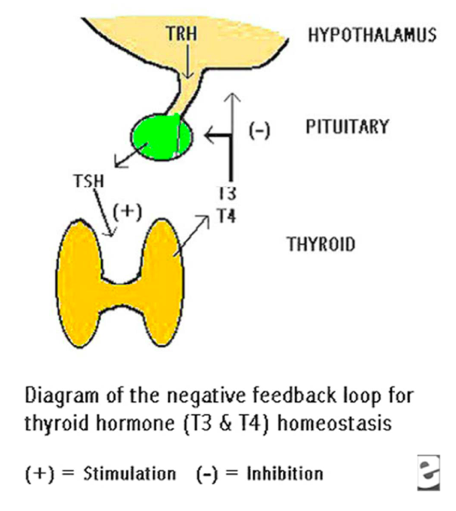 TRH
HYPOTHALAMUS
(-)
PITUITARY
TSH
(+)
T3
T4
THYROID
Diagram of the negative feedback loop for
thyroid hormone (T3 & T4) homeostasis
(+) = Stimulation (-) = Inhibition
e